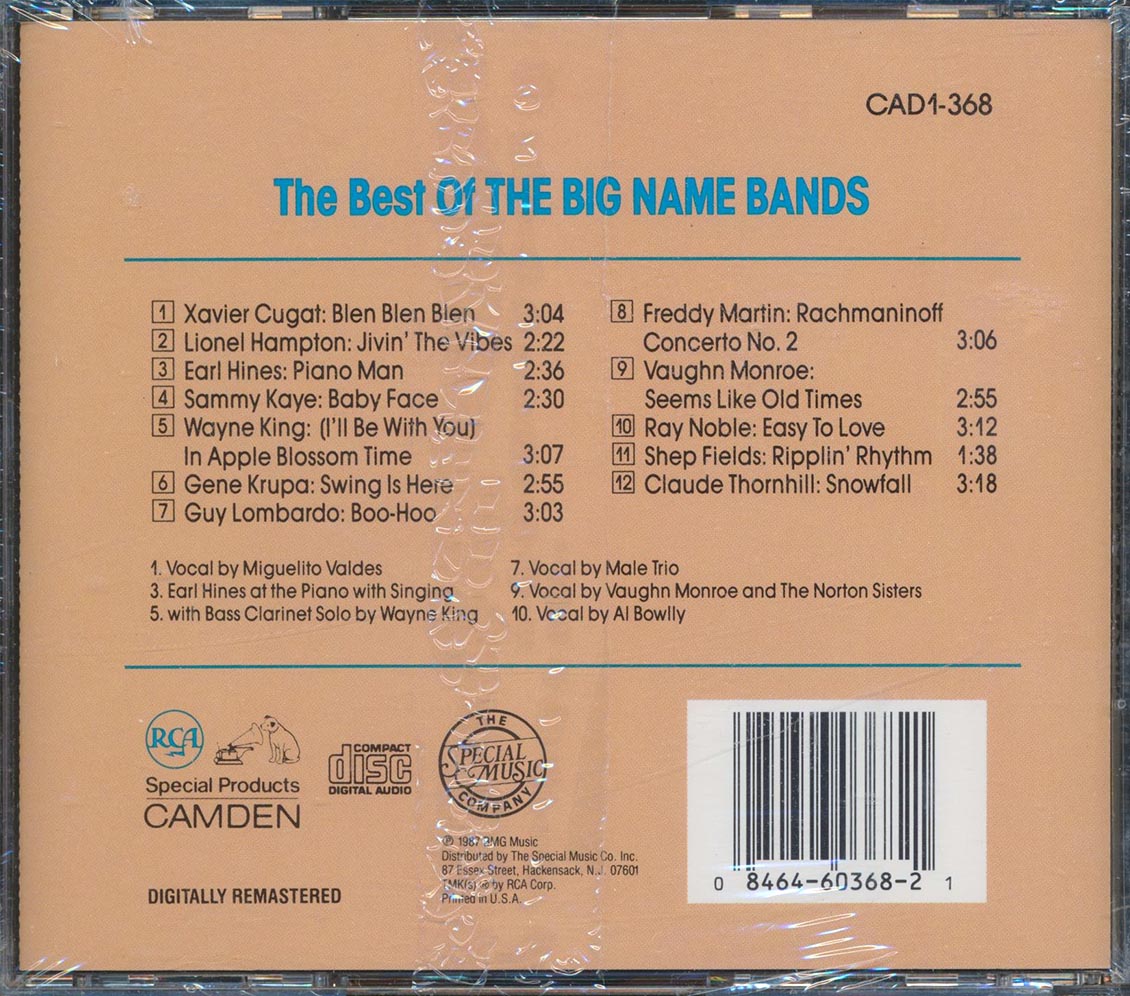 CAD1-368
The Best Of THE BIG NAME BANDS
1 Xavier Cugat: Blen Blen Blen 3:04
2 Lionel Hampton: Jivin' The Vibes 2:22
3 Earl Hines: Piano Man 2:36
4 Sammy Kaye: Baby Face 2:30
5 Wayne King: (I'll Be With You)
In Apple Blossom Time 3:07
6 Gene Krupa: Swing Is Here 2:55
7 Guy Lombardo: Boo-Hoo 3:03
8 Freddy Martin: Rachmaninoff
Concerto No. 2 3:06
9 Vaughn Monroe:
Seems Like Old Times 2:55
10 Ray Noble: Easy To Love 3:12
11 Shep Fields: Ripplin' Rhythm 1:38
12 Claude Thornhill: Snowfall 3:18
1. Vocal by Miguelito Valdes
3. Earl Hines at the Piano with Singing
5. with Bass Clarinet Solo by Wayne King
7. Vocal by Male Trio
9. Vocal by Vaughn Monroe and The Norton Sisters
10. Vocal by Al Bowlly
RCA
Special Products
CAMDEN
COMPACT
disc
DIGITAL AUDIO
THE
SPECIAL
MUSIC
COMPANY
℗ 1987 BMG Music
Distributed by The Special Music Co. Inc.
87 Essex Street, Hackensack, N.J. 07601
TMK(s) ® by RCA Corp.
Printed in U.S.A.
DIGITALLY REMASTERED
0 8464-60368-2 1